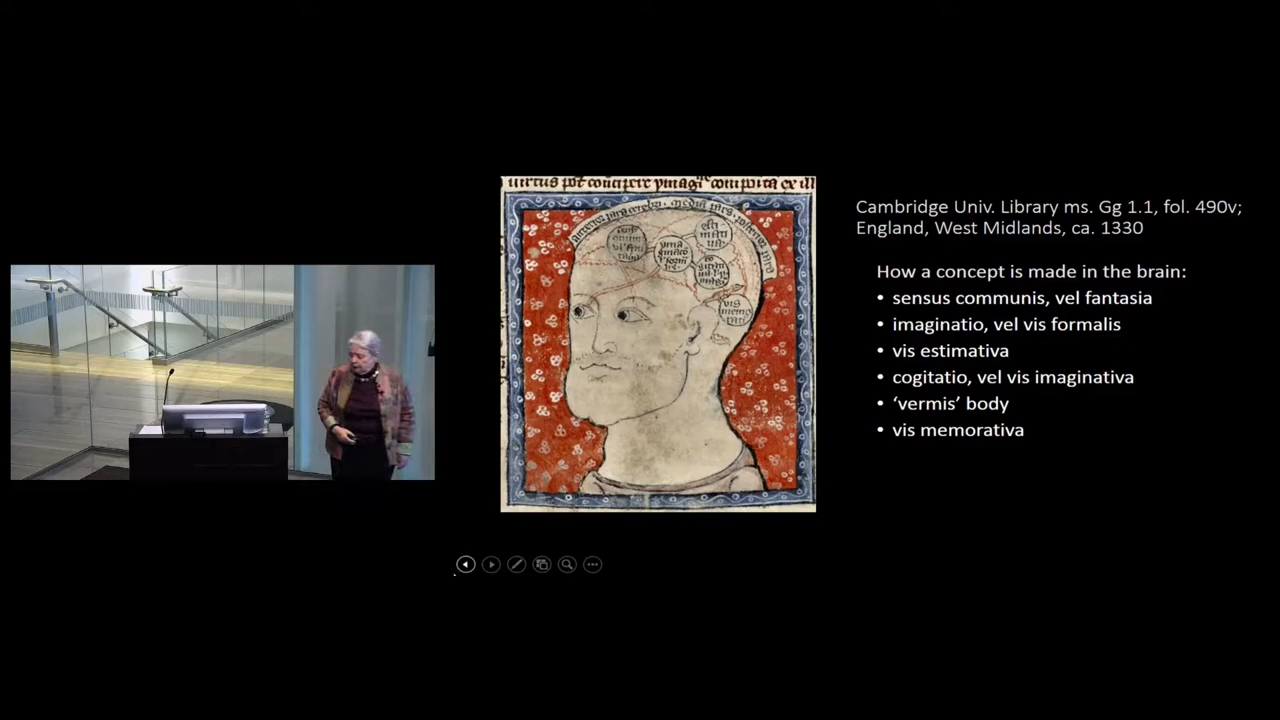 Cambridge Univ. Library ms. Gg 1.1, fol. 490v;
England, West Midlands, ca. 1330
How a concept is made in the brain:
• sensus communis, vel fantasia
• imaginatio, vel vis formalis
• vis estimativa
• cogitatio, vel vis imaginativa
• ‘vermis’ body
• vis memorativa